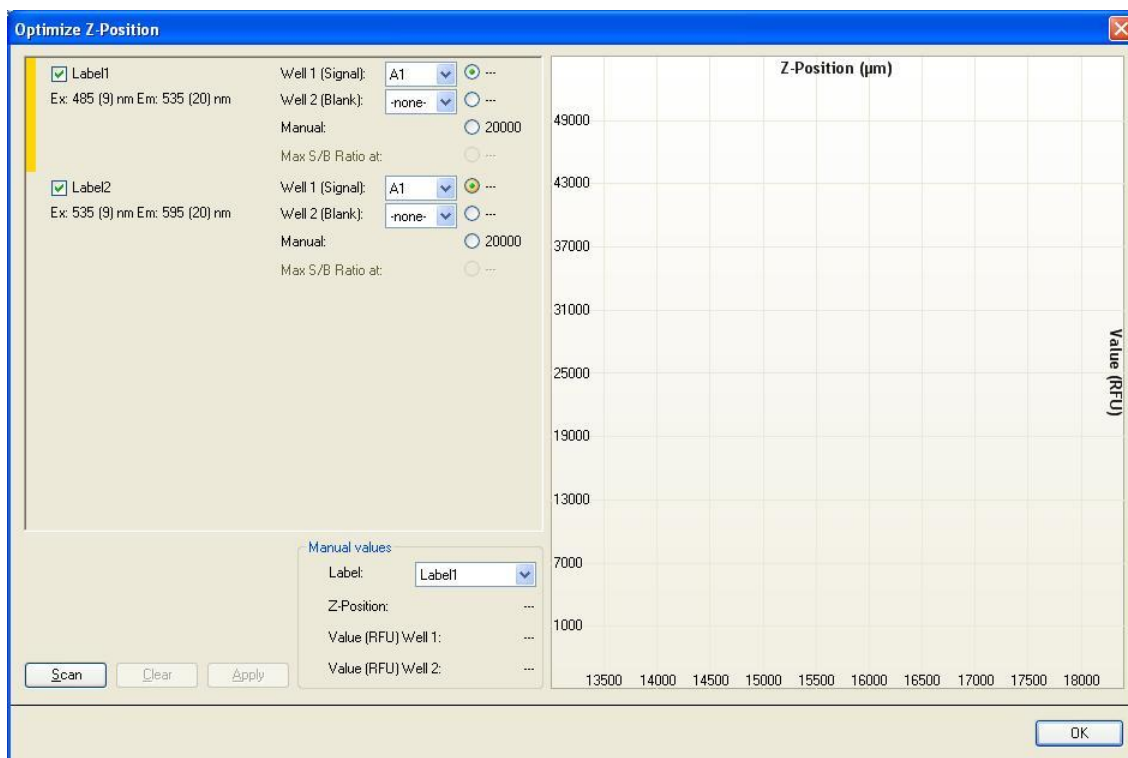 Optimize Z-Position
Label1
Well 1 (Signal): A1 ---
Ex: 485 (9) nm Em: 535 (20) nm
Well 2 (Blank): -none- ---
Manual: 20000
Max S/B Ratio at: ---
Label2
Well 1 (Signal): A1 ---
Ex: 535 (9) nm Em: 595 (20) nm
Well 2 (Blank): -none- ---
Manual: 20000
Max S/B Ratio at: ---
Manual values
Label: Label1
Z-Position: ---
Value (RFU) Well 1: ---
Value (RFU) Well 2: ---
Scan Clear Apply
Z-Position (µm)
49000
43000
37000
31000
25000
19000
13000
7000
1000
Value (RFU)
13500 14000 14500 15000 15500 16000 16500 17000 17500 18000
OK